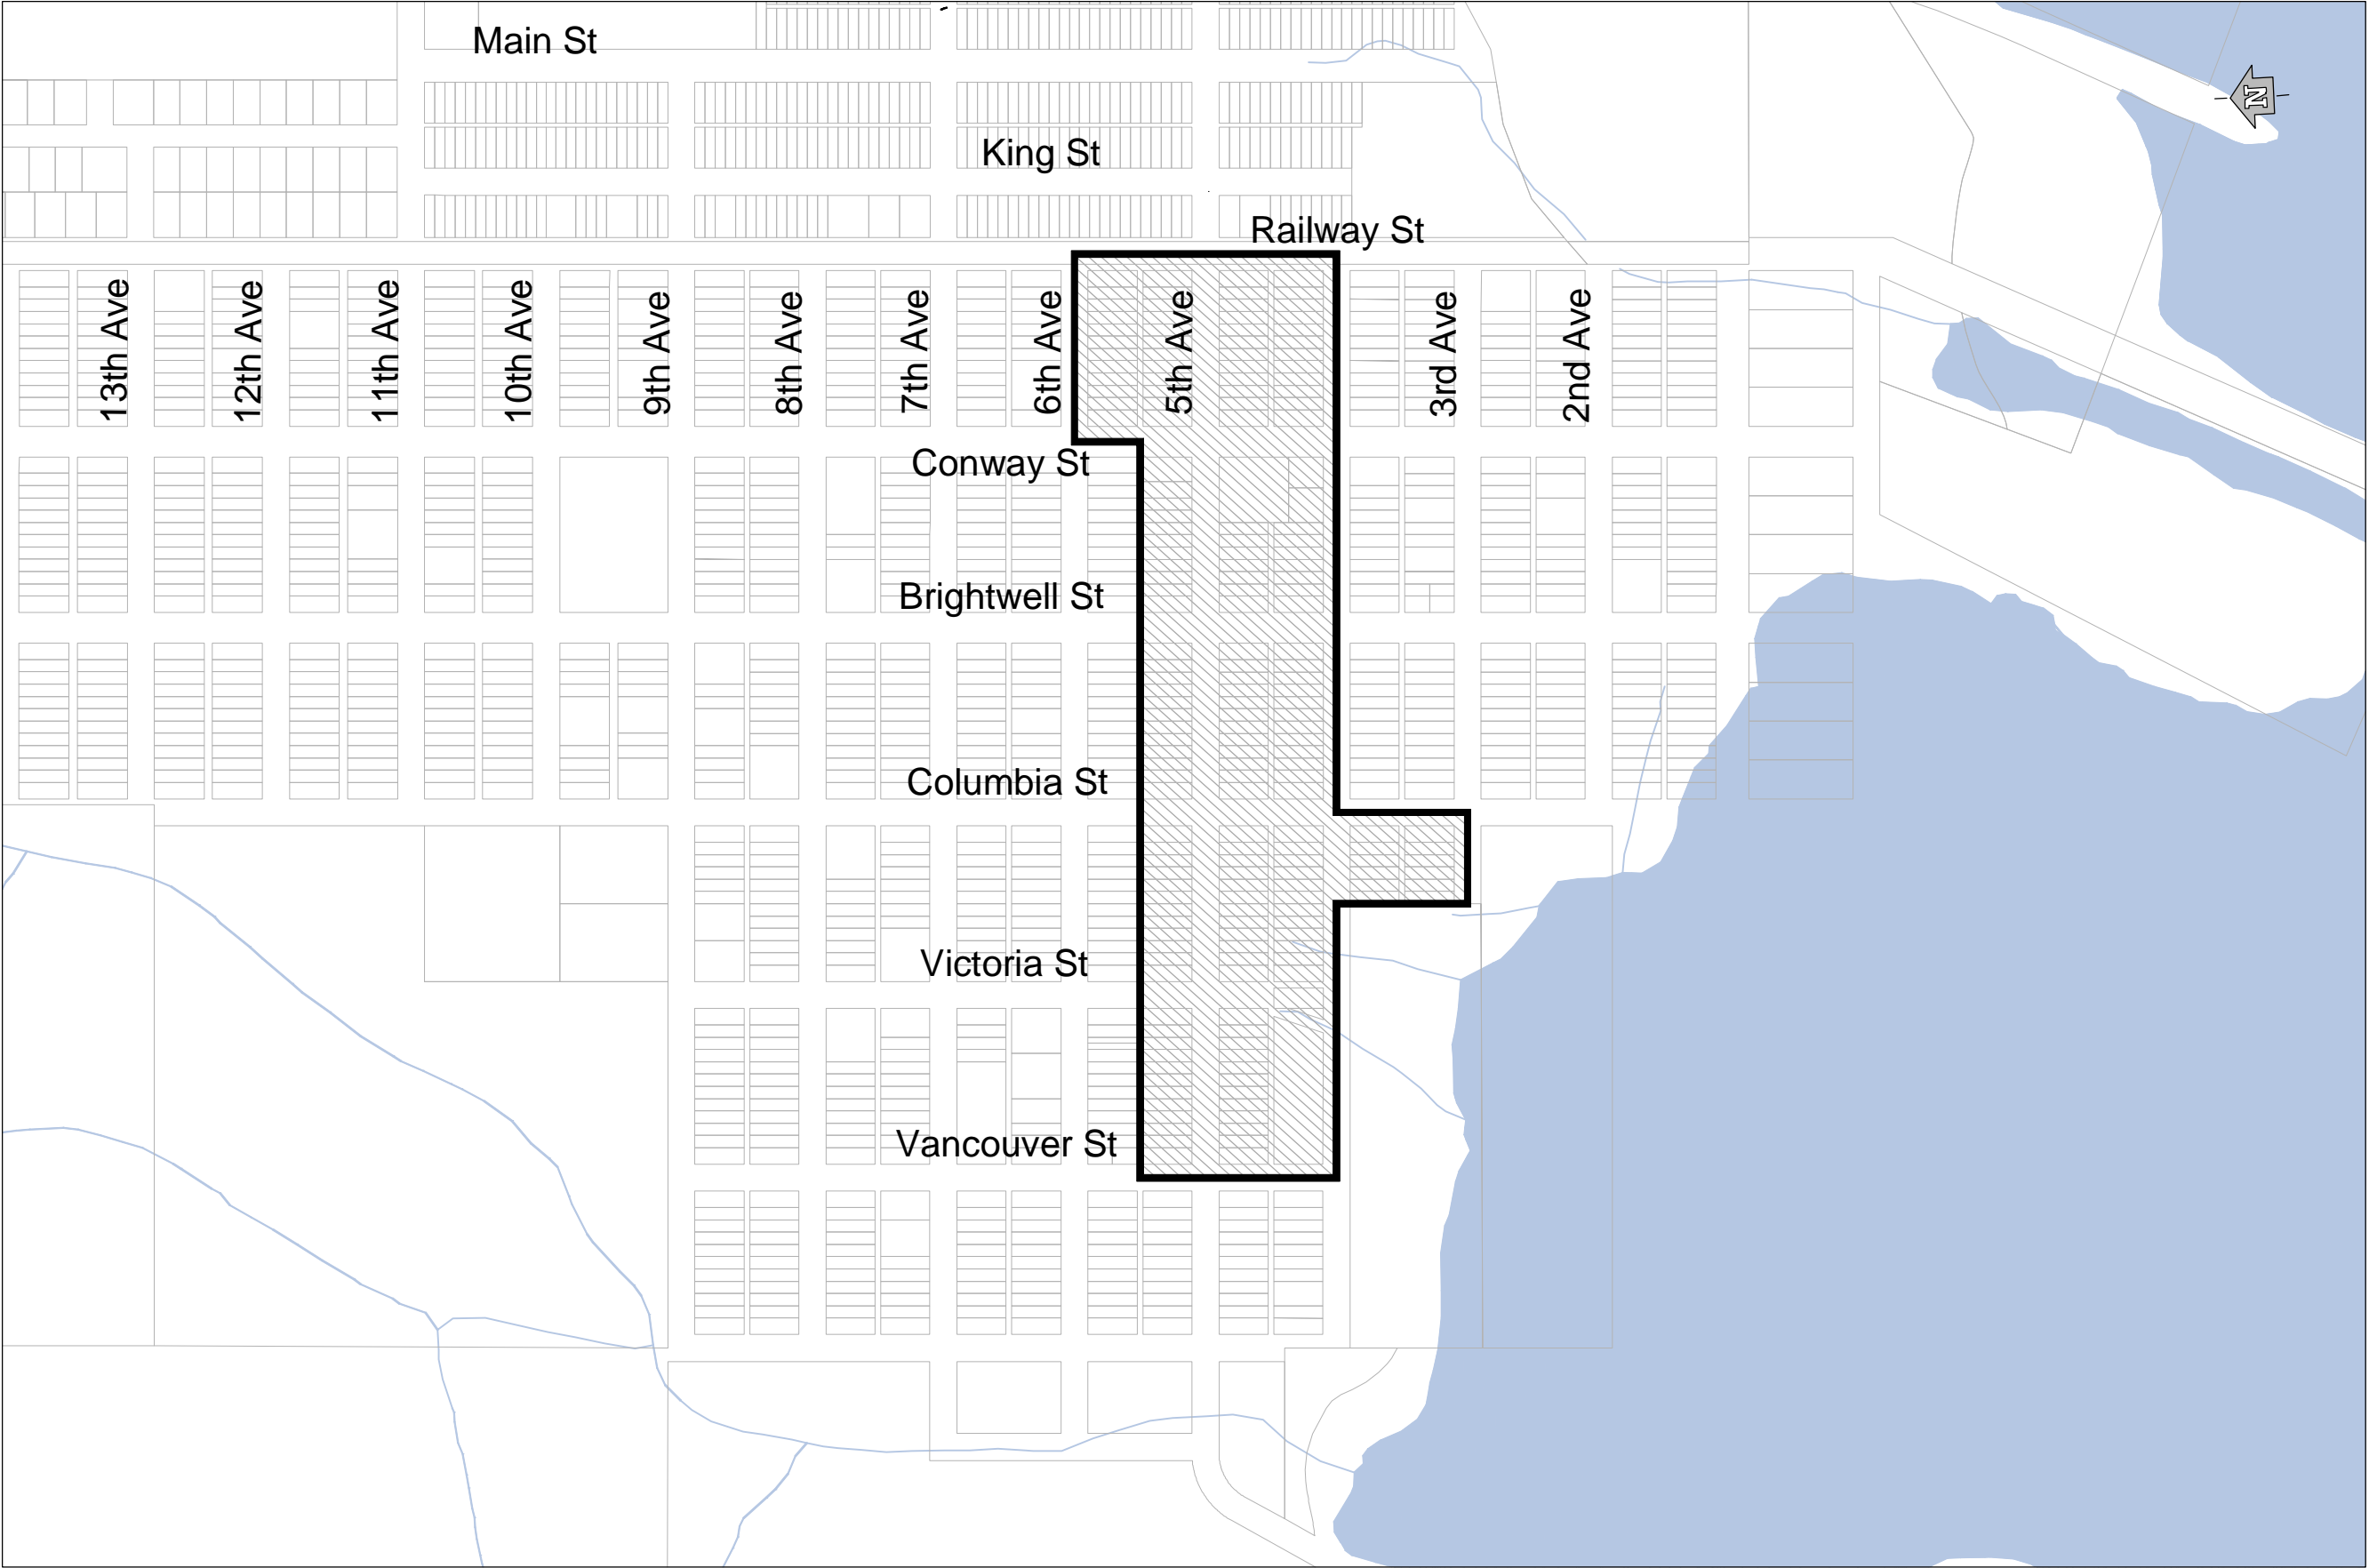 Main St
N
King St
Railway St
13th Ave
12th Ave
11th Ave
10th Ave
9th Ave
8th Ave
7th Ave
6th Ave
5th Ave
3rd Ave
2nd Ave
Conway St
Brightwell St
Columbia St
Victoria St
Vancouver St